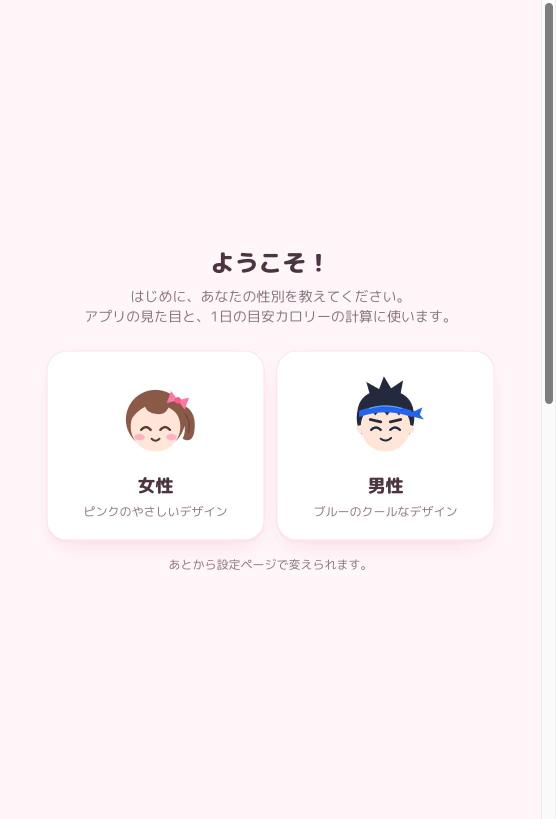 ようこそ！
はじめに、あなたの性別を教えてください。
アプリの見た目と、1日の目安カロリーの計算に使います。
女性
ピンクのやさしいデザイン
男性
ブルーのクールなデザイン
あとから設定ページで変えられます。